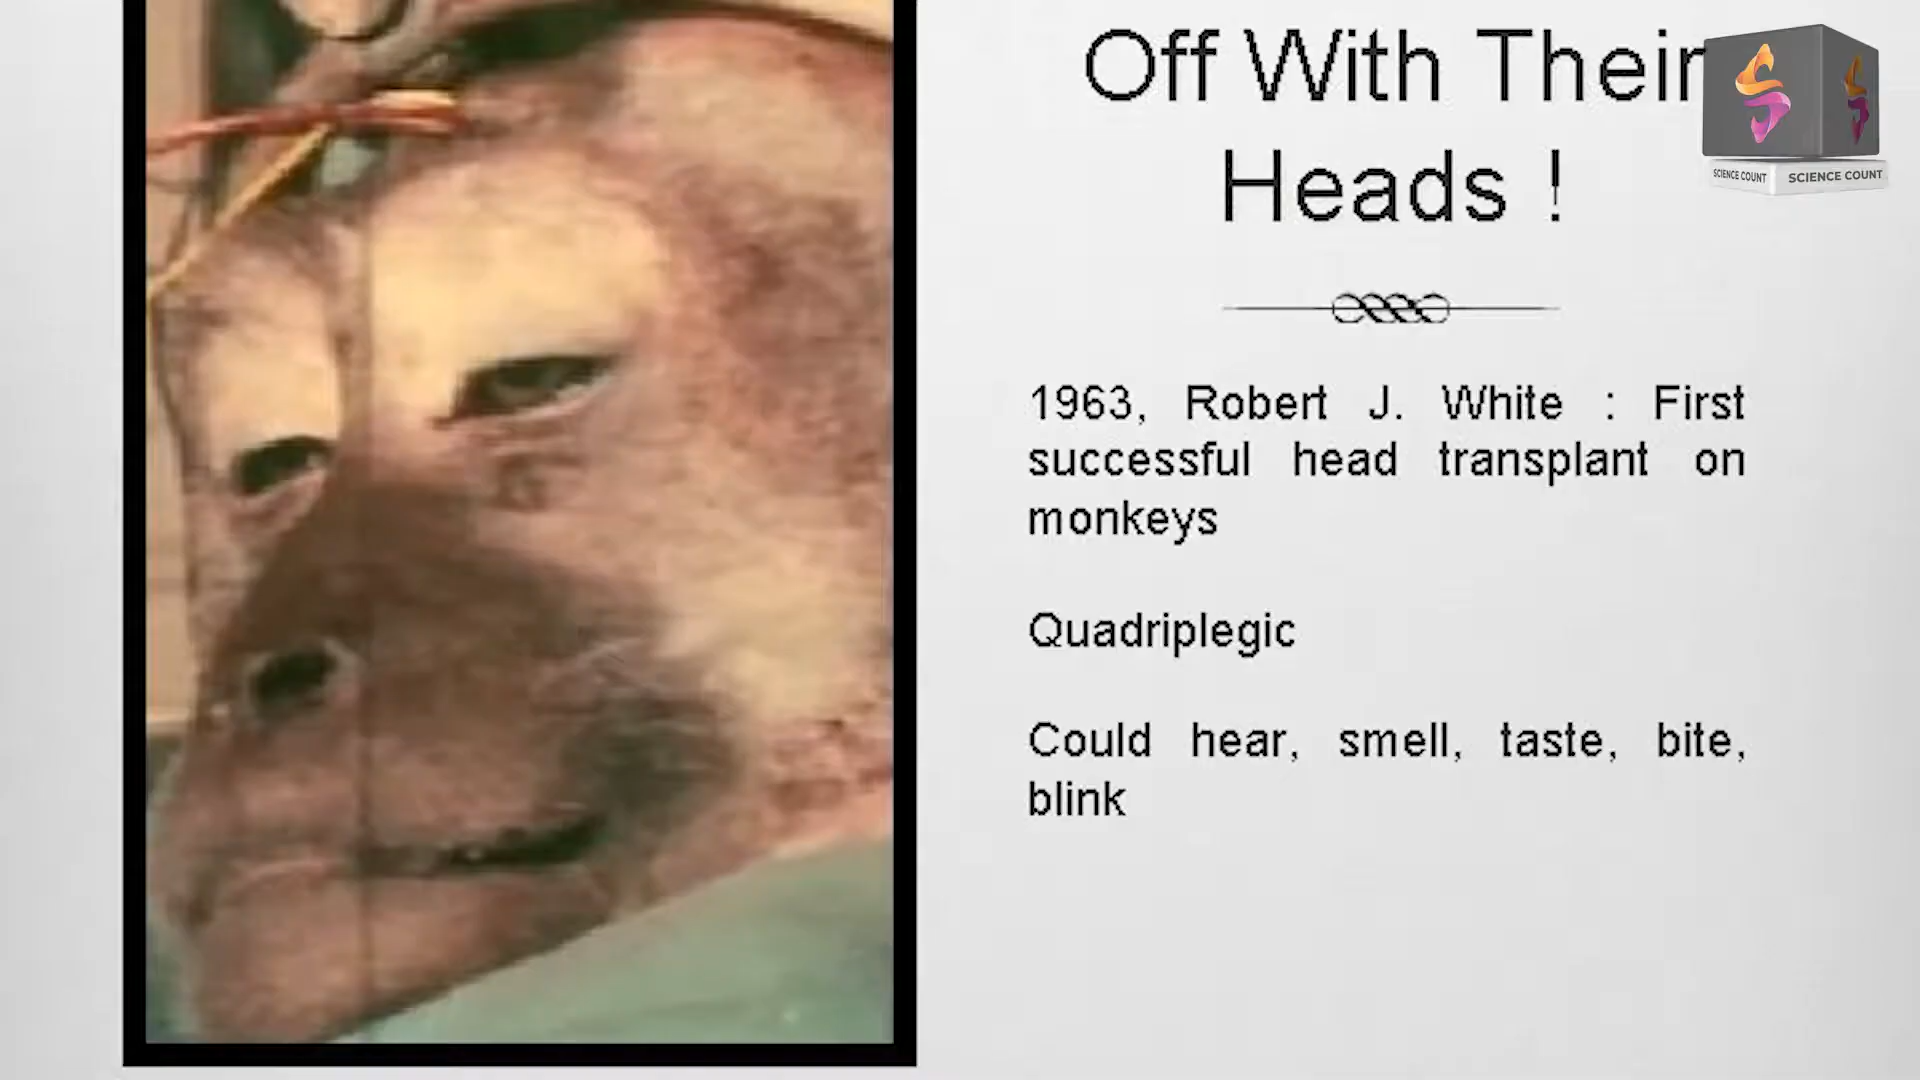 Off With Their
Heads !
SCIENCE COUNT SCIENCE COUNT
1963, Robert J. White : First
successful head transplant on
monkeys
Quadriplegic
Could hear, smell, taste, bite,
blink